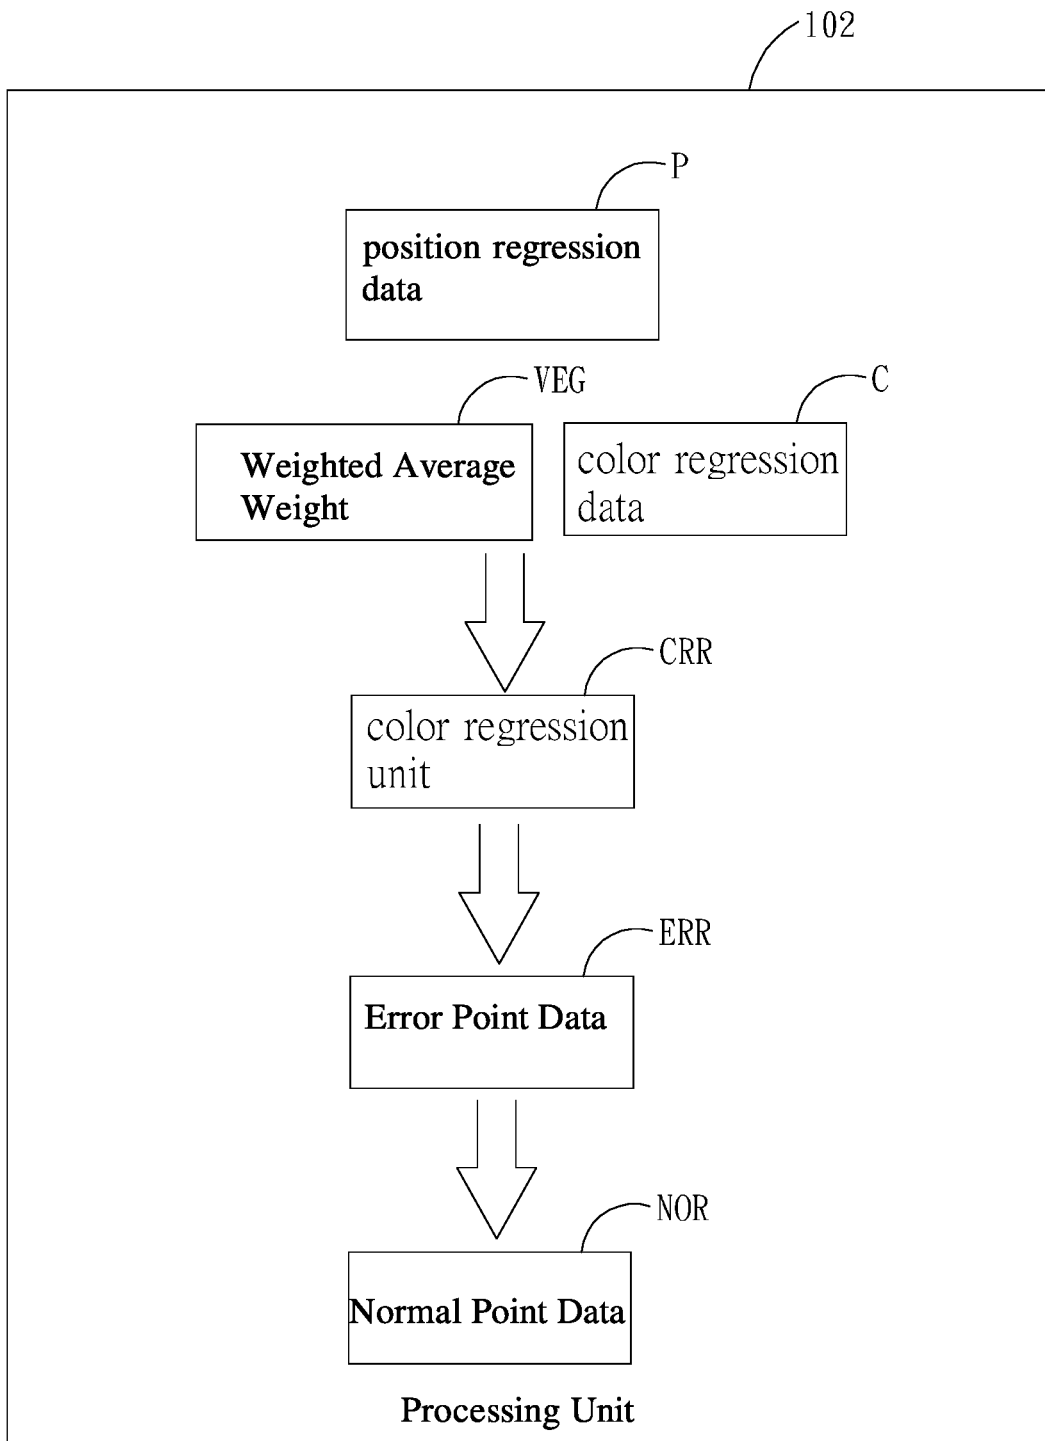 102
P
position regression
data
VEG
C
Weighted Average
Weight
color regression
data
CRR
color regression
unit
ERR
Error Point Data
NOR
Normal Point Data
Processing Unit